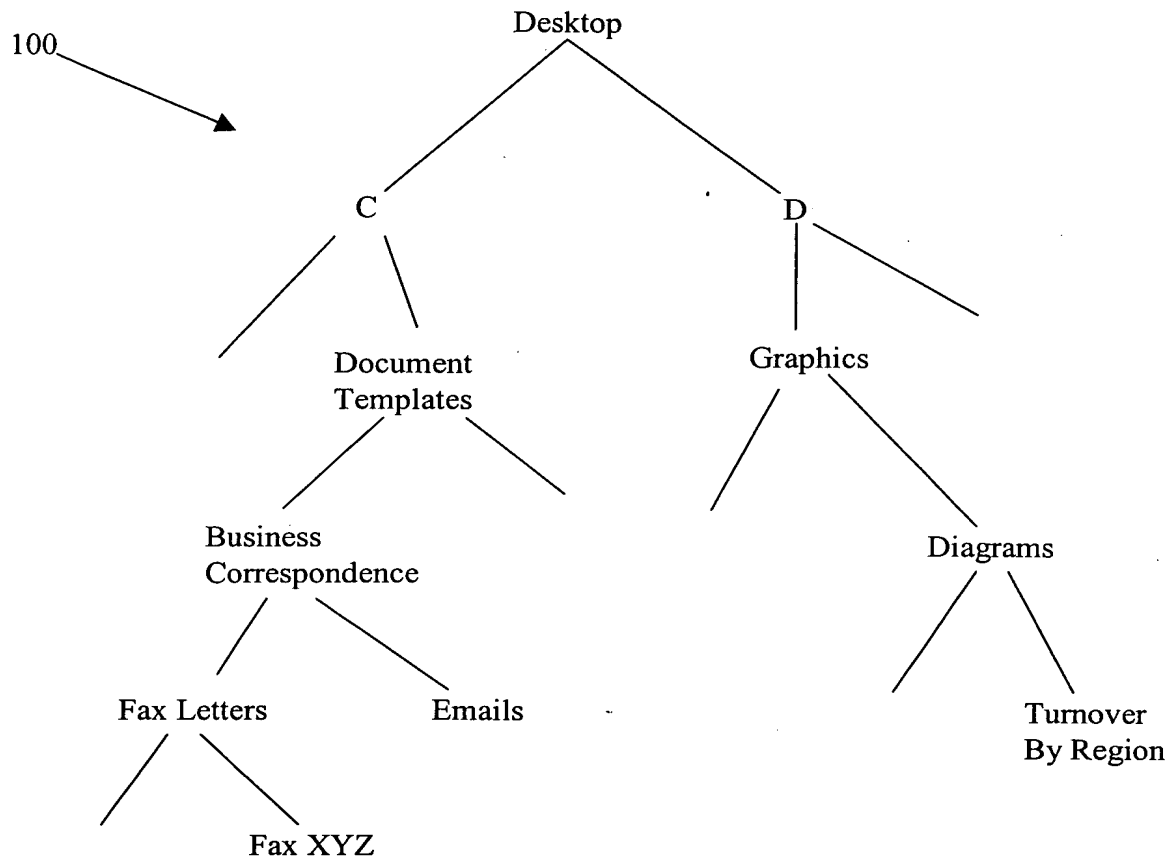 Desktop
100
C
D
Document
Templates
Graphics
Business
Correspondence
Diagrams
Fax Letters
Emails
Turnover
By Region
Fax XYZ